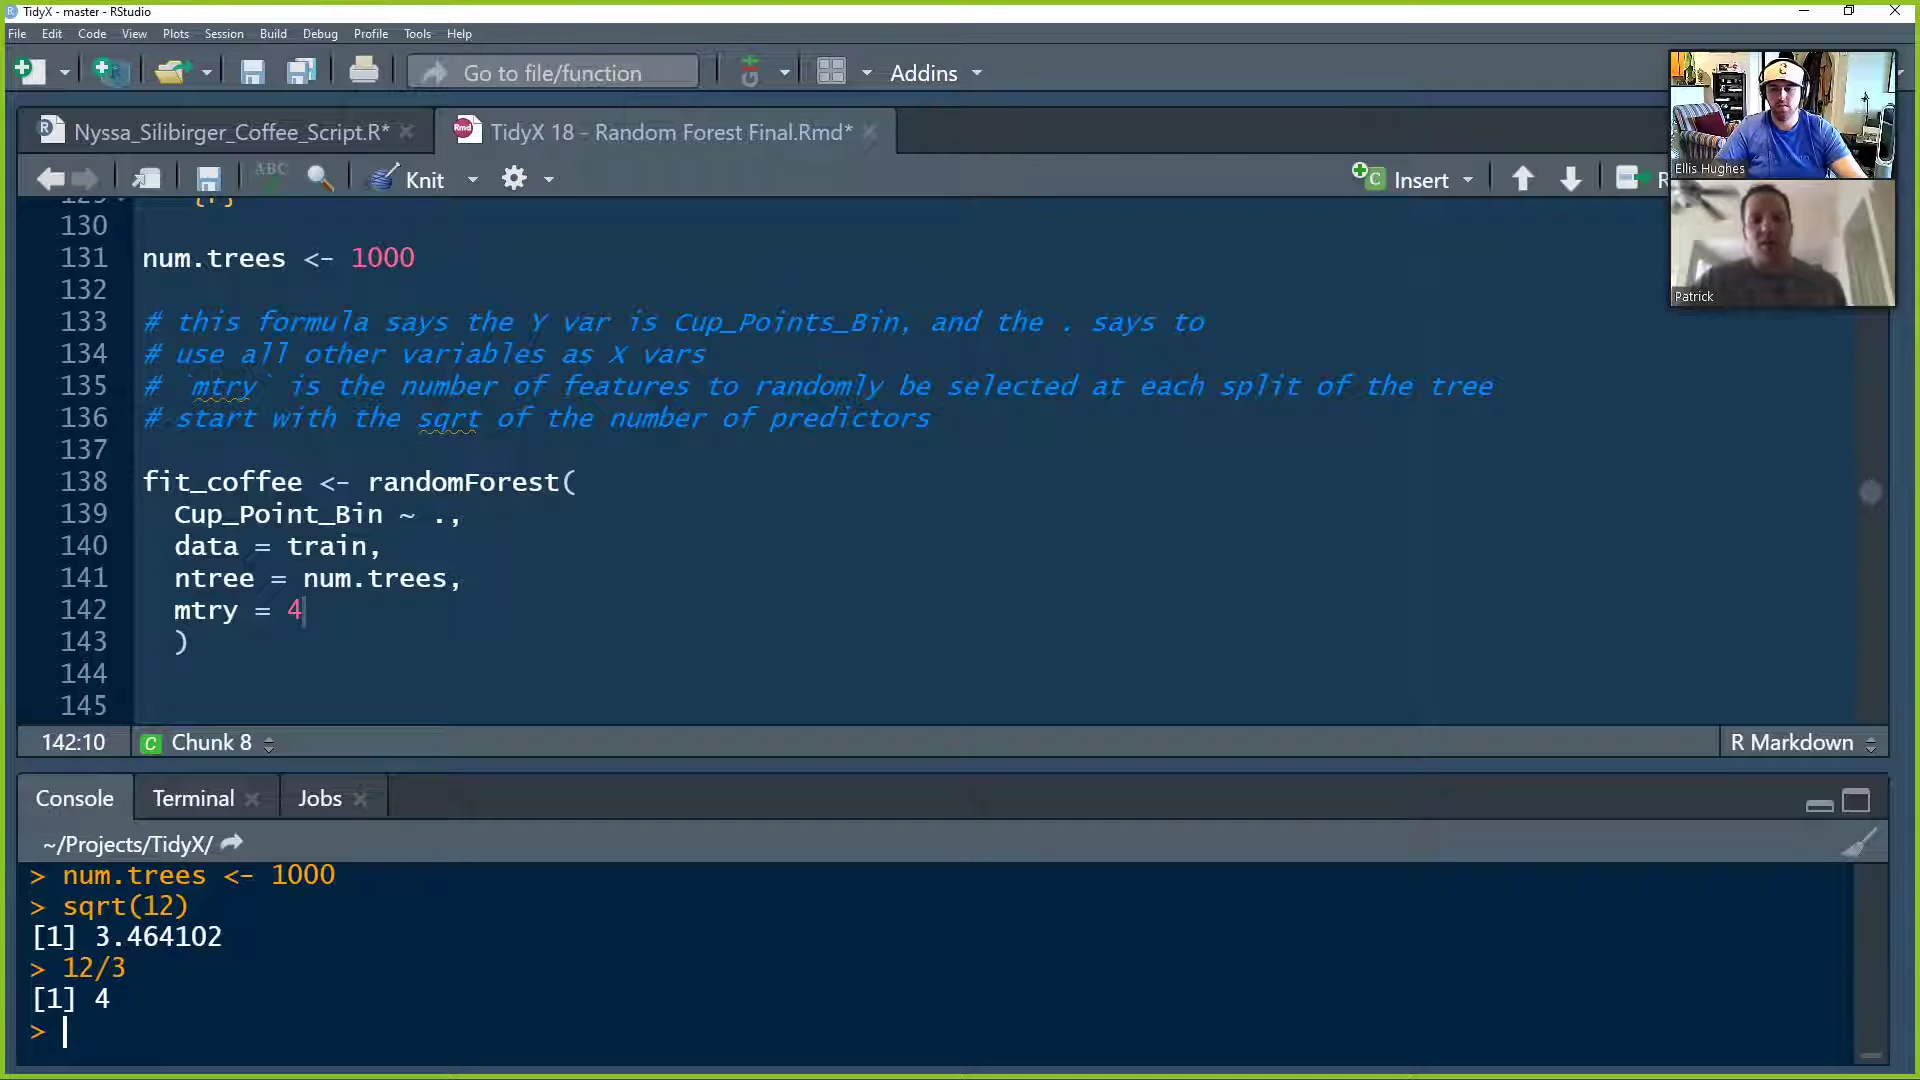 TidyX - master - RStudio
File Edit Code View Plots Session Build Debug Profile Tools Help
Go to file/function Addins
Nyssa_Silibirger_Coffee_Script.R* TidyX 18 - Random Forest Final.Rmd*
ABC Knit Insert R
130
131 num.trees <- 1000
132
133 # this formula says the Y var is Cup_Points_Bin, and the . says to
134 # use all other variables as X vars
135 # `mtry` is the number of features to randomly be selected at each split of the tree
136 # start with the sqrt of the number of predictors
137
138 fit_coffee <- randomForest(
139 Cup_Point_Bin ~ .,
140 data = train,
141 ntree = num.trees,
142 mtry = 4
143 )
144
145
142:10 C Chunk 8 R Markdown
Console Terminal Jobs
~/Projects/TidyX/
> num.trees <- 1000
> sqrt(12)
[1] 3.464102
> 12/3
[1] 4
>
Ellis Hughes
Patrick